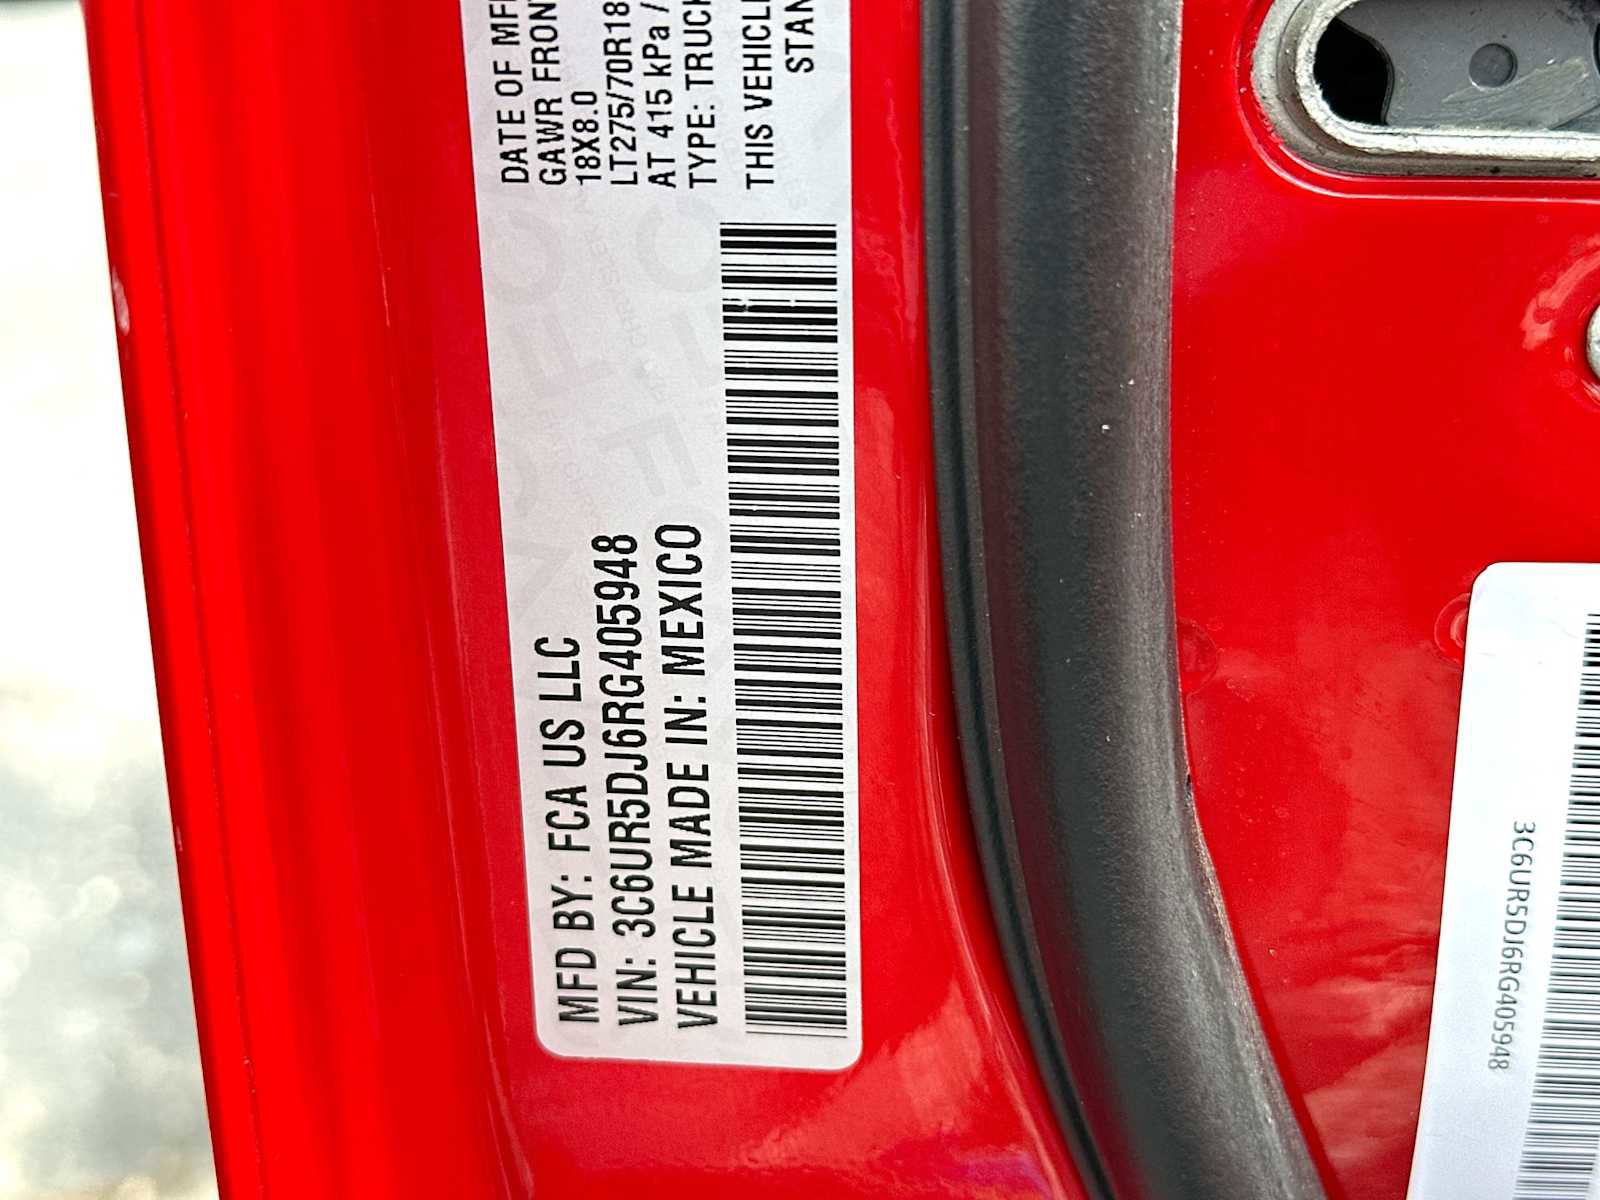 MFD BY: FCA US LLC
VIN: 3C6UR5DJ6RG405948
VEHICLE MADE IN: MEXICO
DATE OF MF
GAWR FRON
18X8.0
LT275/70R18
AT 415 kPa /
TYPE: TRUCK
THIS VEHICLE
STAN
3C6UR5DJ6RG405948